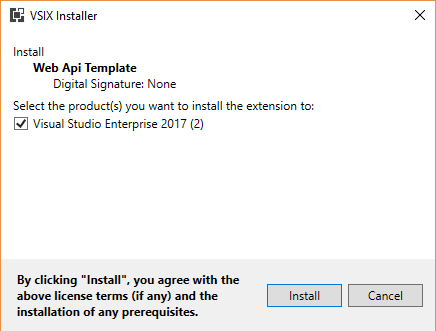 VSIX Installer
Install
Web Api Template
Digital Signature: None
Select the product(s) you want to install the extension to:
Visual Studio Enterprise 2017 (2)
By clicking "Install", you agree with the
above license terms (if any) and the
installation of any prerequisites.
Install
Cancel